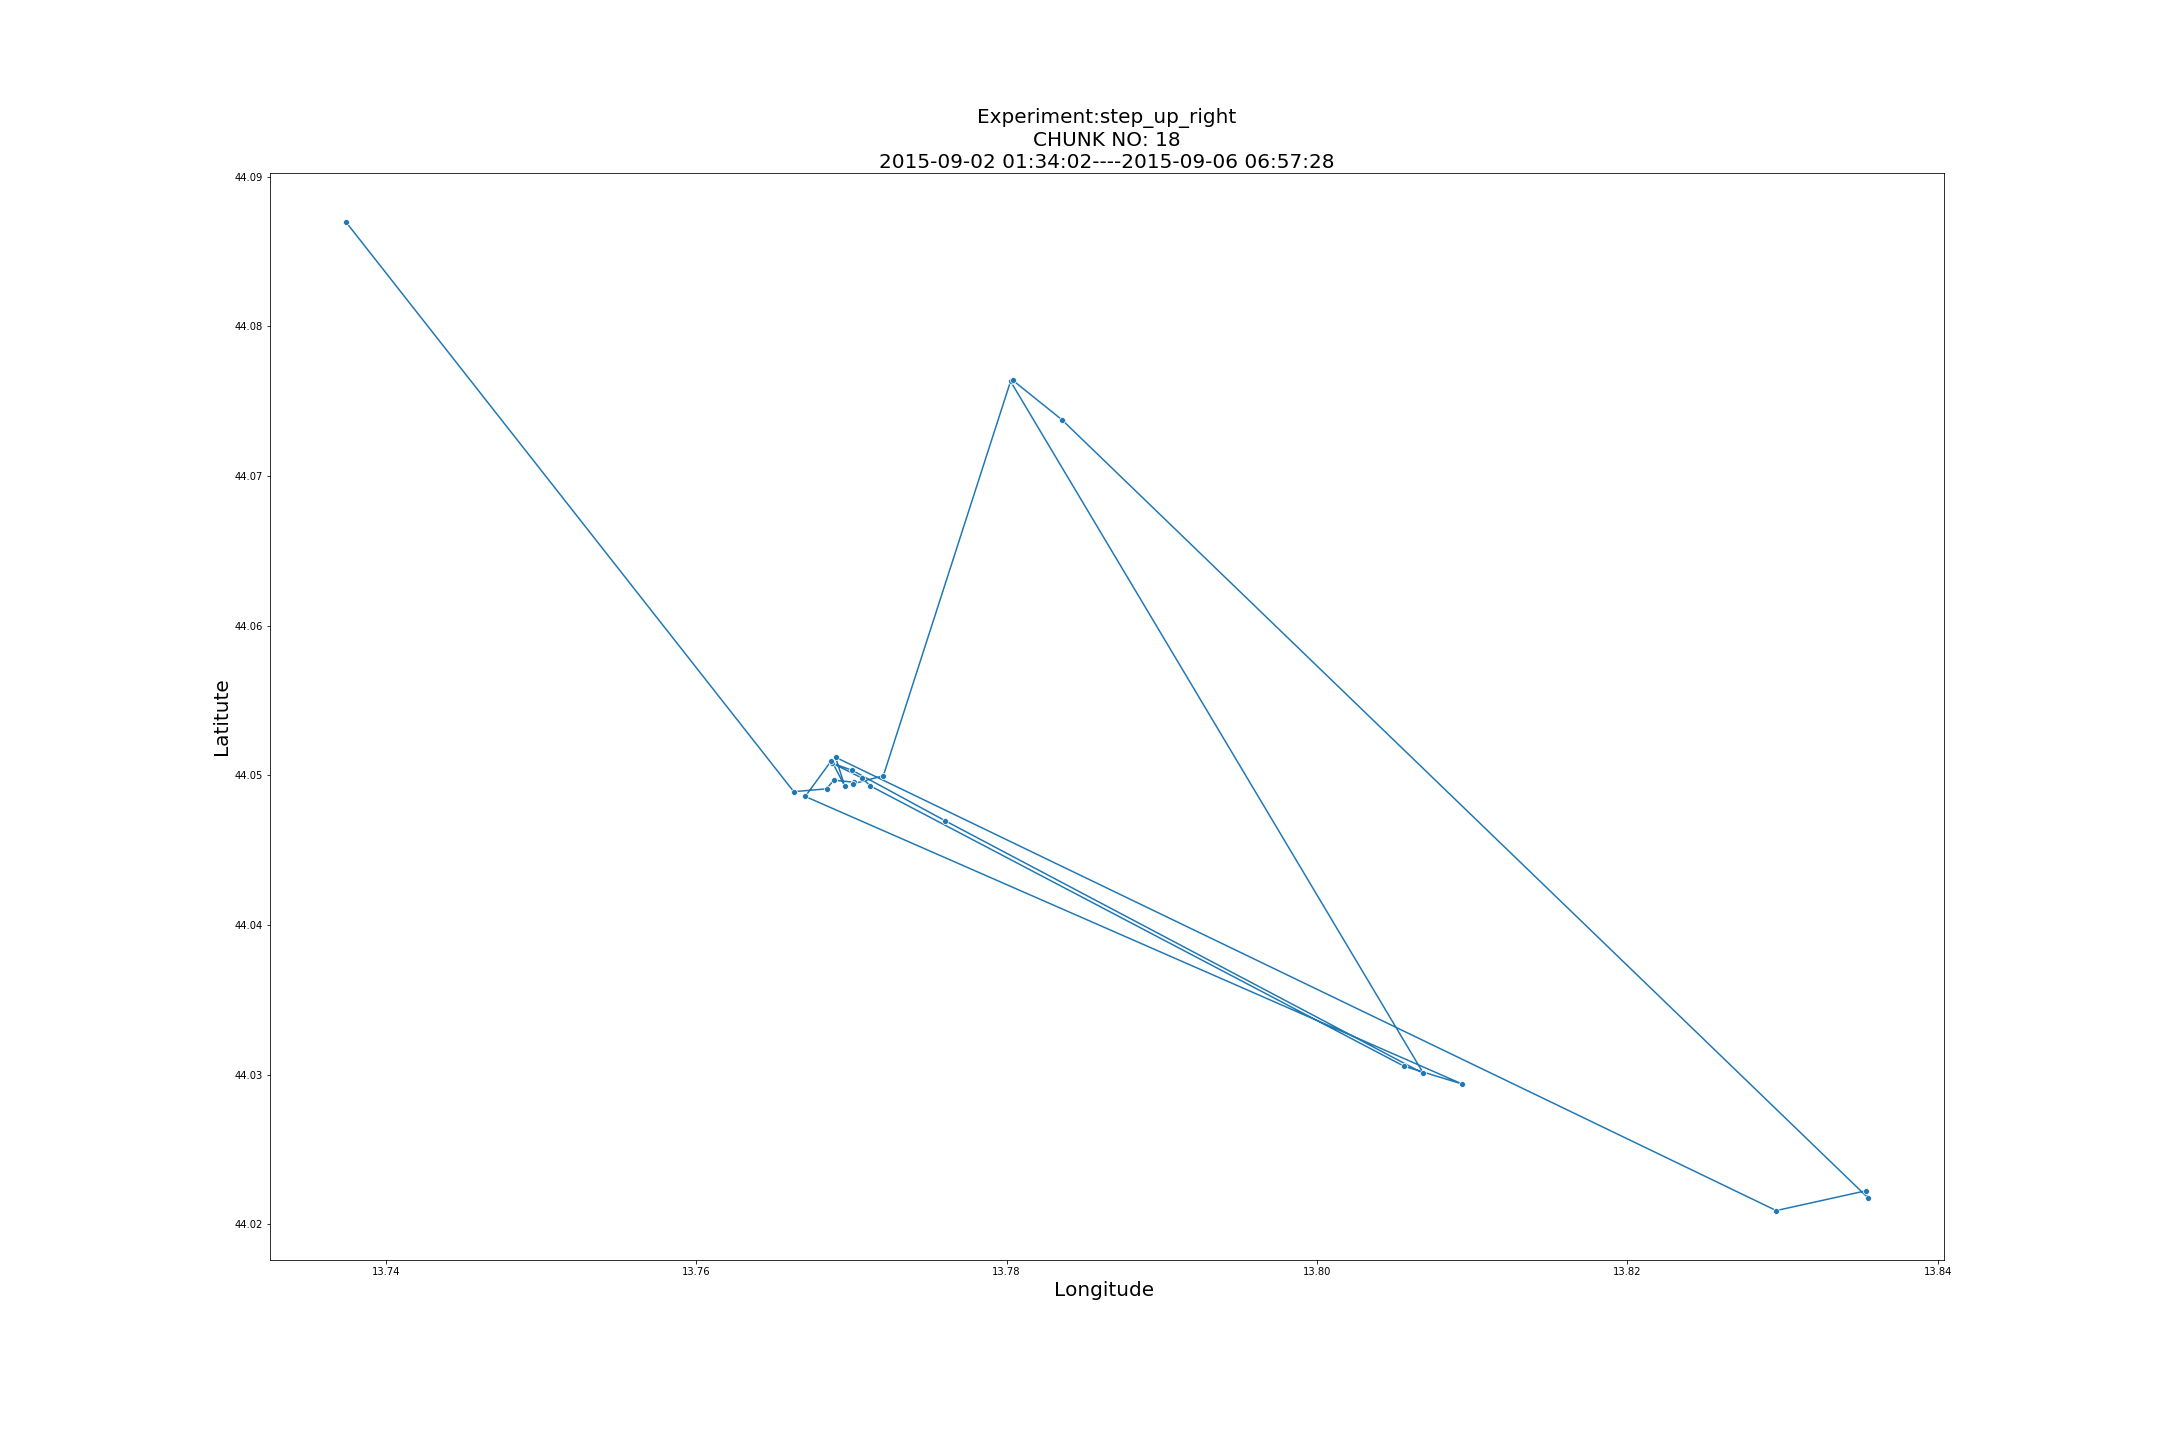 Experiment:step_up_right
CHUNK NO: 18
2015-09-02 01:34:02----2015-09-06 06:57:28
44.09
44.08
44.07
44.06
44.05
44.04
44.03
44.02
Latitute
13.74
13.76
13.78
13.80
13.82
13.84
Longitude